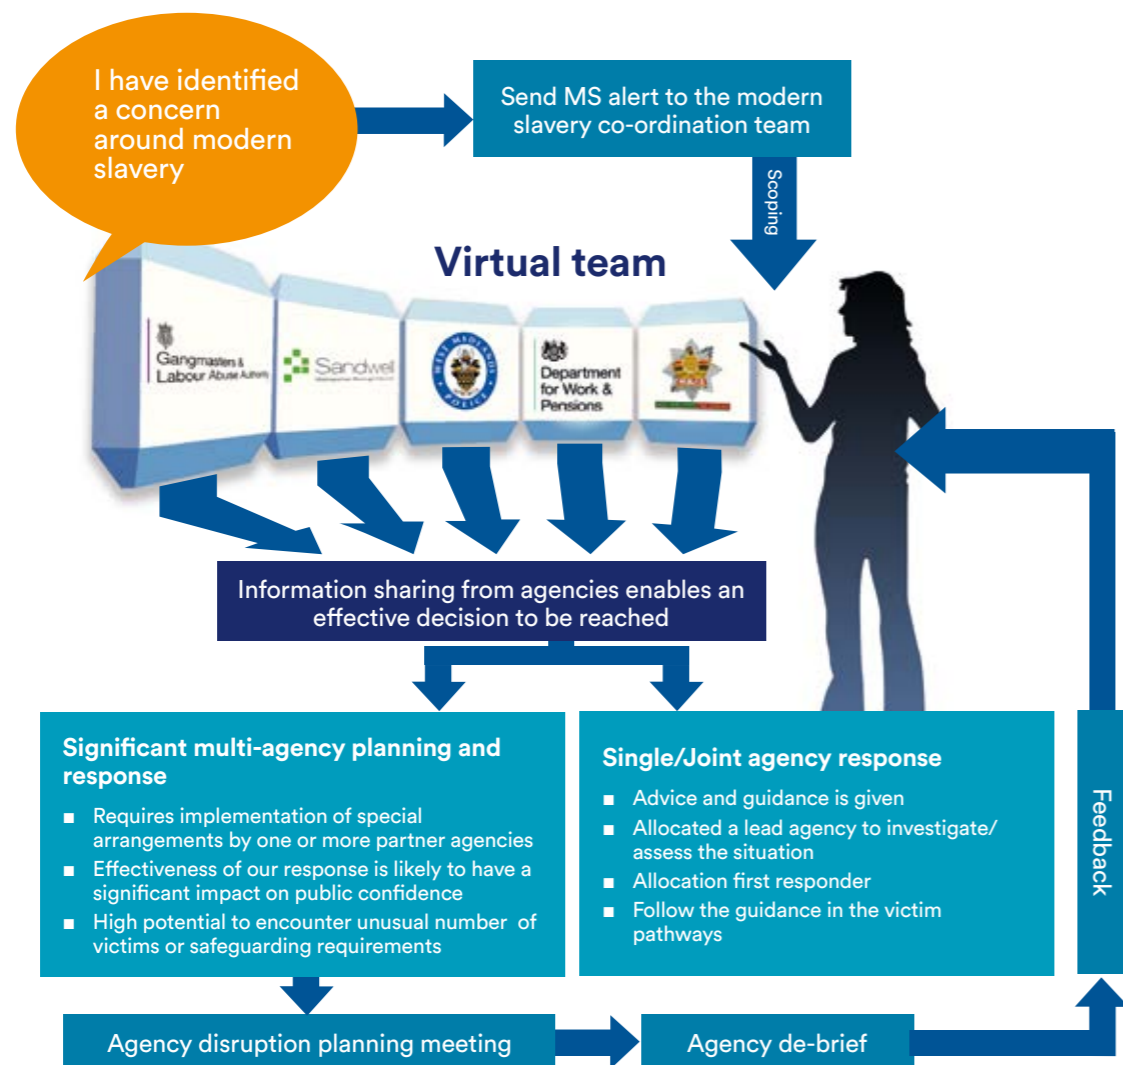 I have identified
a concern
around modern
slavery
Send MS alert to the modern
slavery co-ordination team
Scoping
Virtual team
Gangmasters &
Labour Abuse Authority
Sandwell
WEST MIDLANDS
POLICE
Department
for Work &
Pensions
Information sharing from agencies enables an
effective decision to be reached
Significant multi-agency planning and
response
■ Requires implementation of special
arrangements by one or more partner agencies
■ Effectiveness of our response is likely to have a
significant impact on public confidence
■ High potential to encounter unusual number of
victims or safeguarding requirements
Single/Joint agency response
■ Advice and guidance is given
■ Allocated a lead agency to investigate/
assess the situation
■ Allocation first responder
■ Follow the guidance in the victim
pathways
Feedback
Agency disruption planning meeting
Agency de-brief